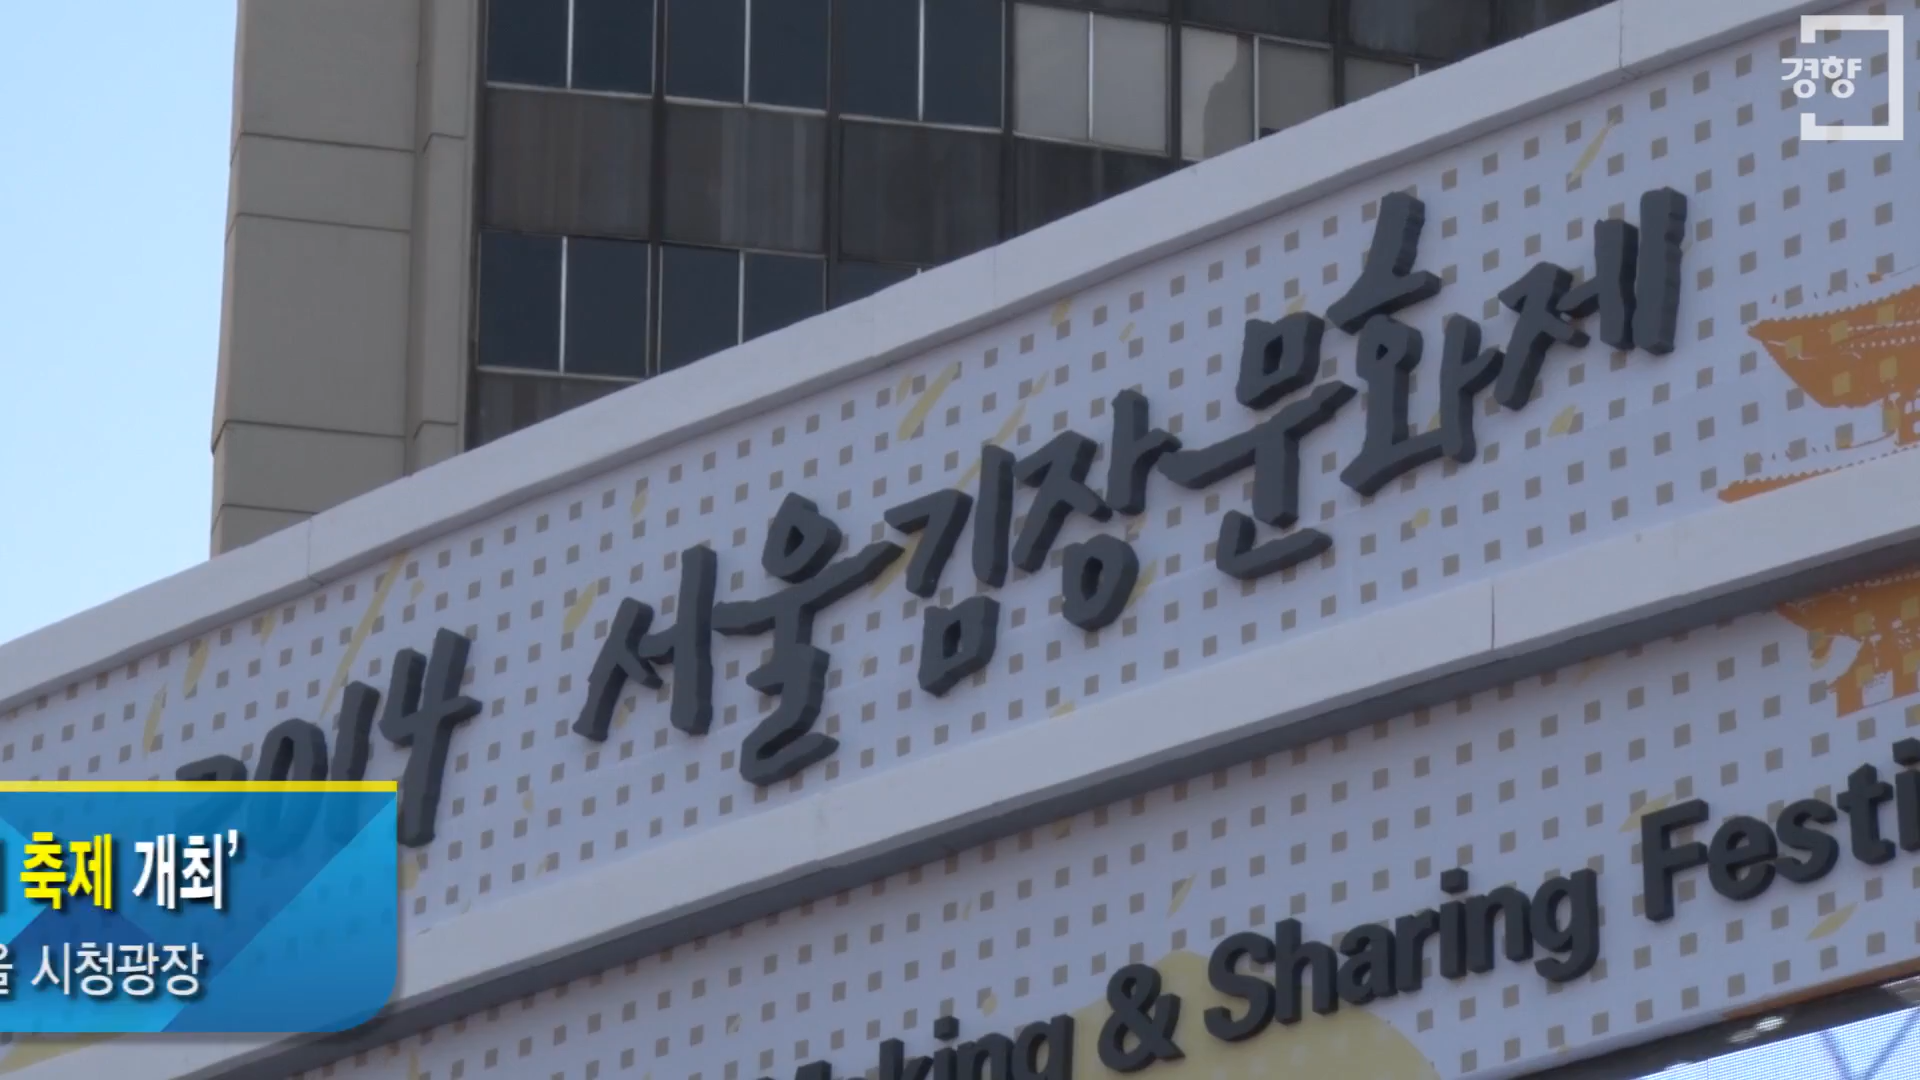 경향
2014 서울김장문화제
Making & Sharing Festi
축제 개최’
시청광장